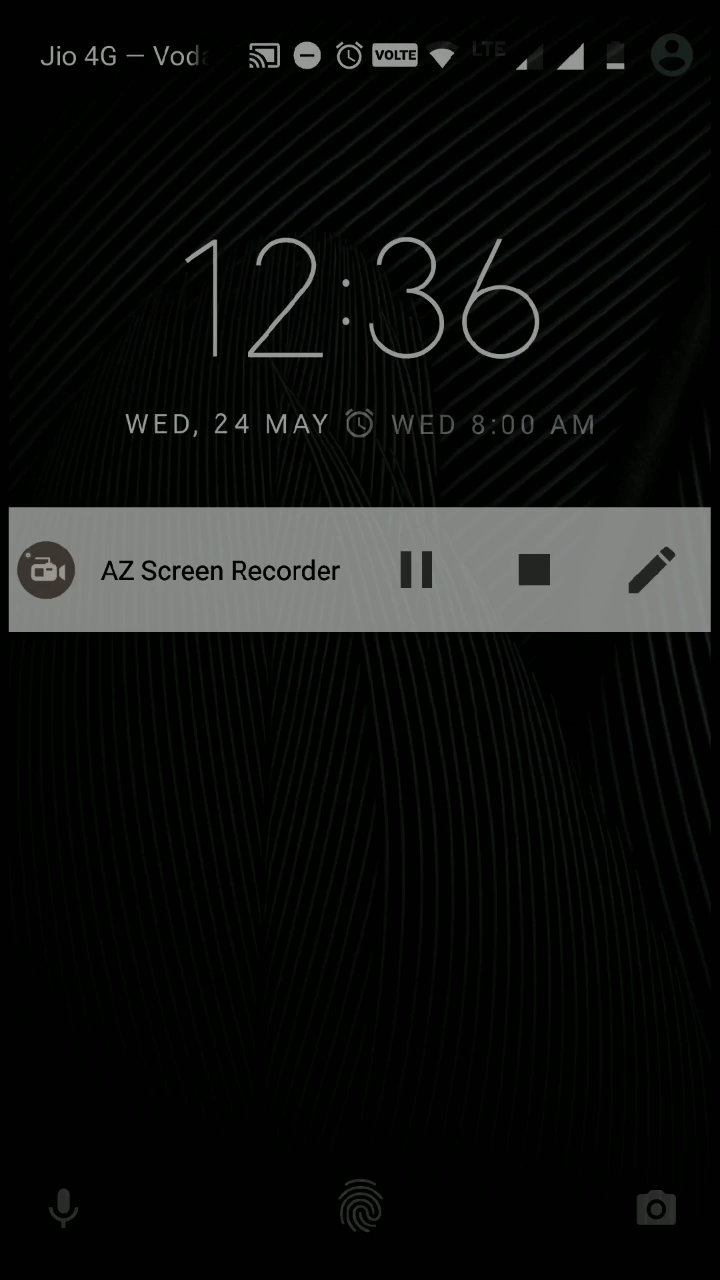 Jio 4G — Voda
VOLTE
LTE
12:36
WED, 24 MAY WED 8:00 AM
AZ Screen Recorder